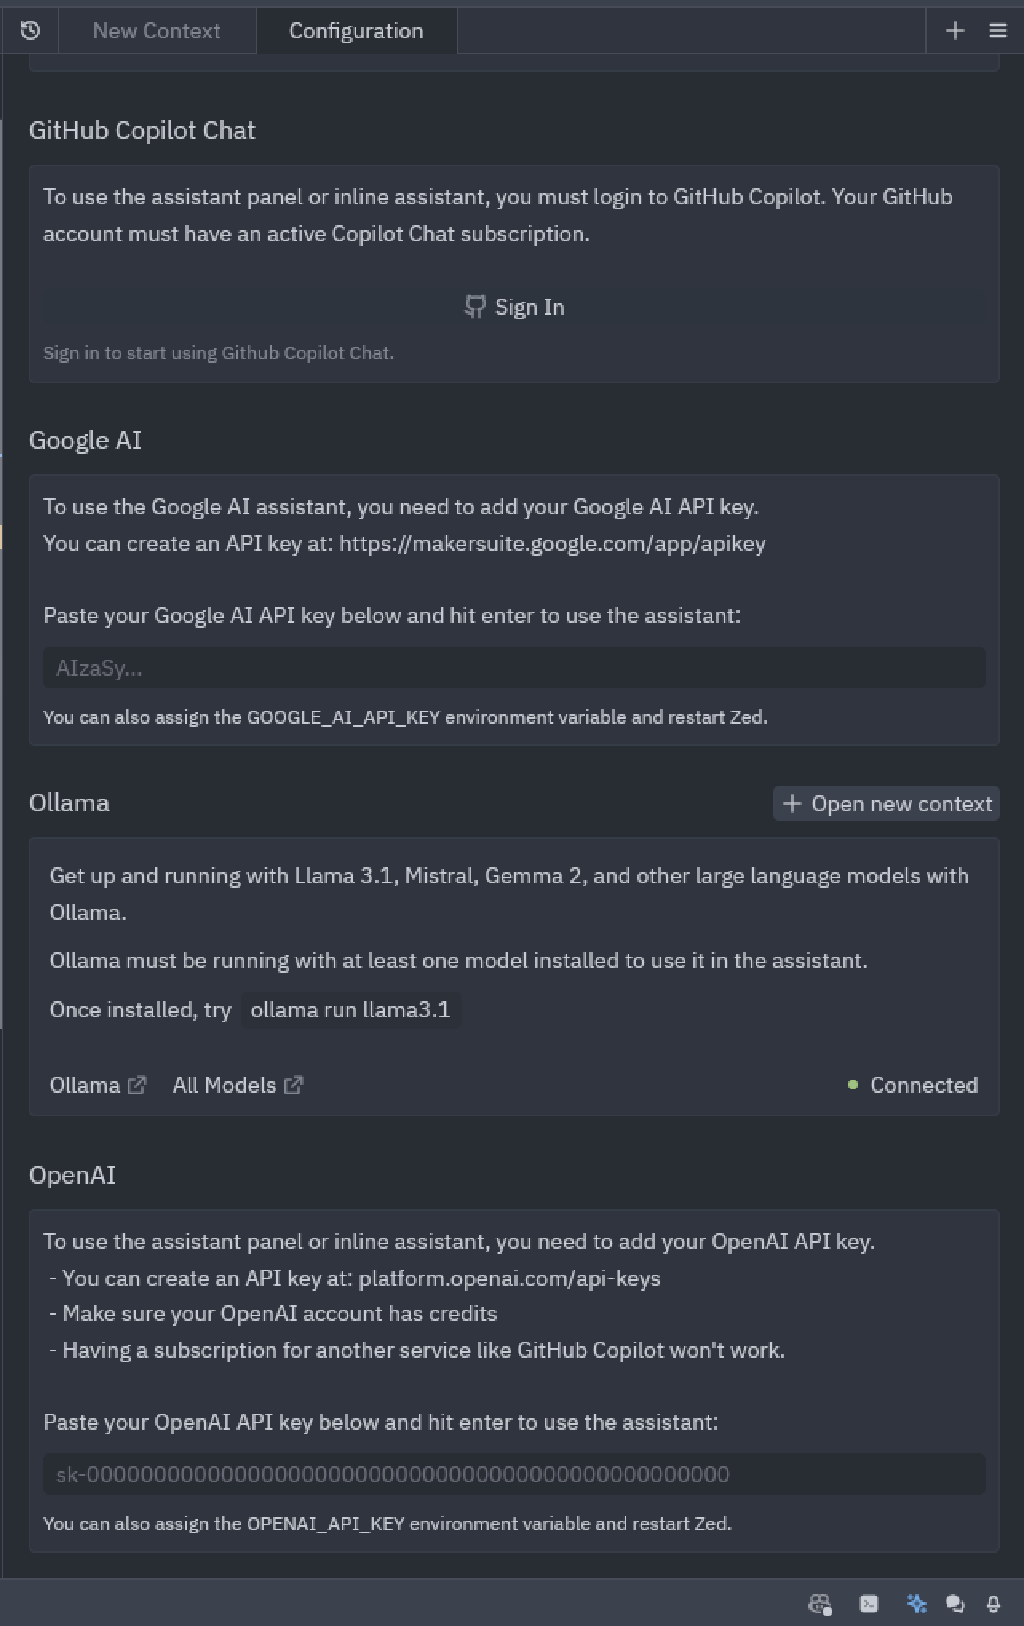 New Context
Configuration
GitHub Copilot Chat
To use the assistant panel or inline assistant, you must login to GitHub Copilot. Your GitHub
account must have an active Copilot Chat subscription.
Sign In
Sign in to start using Github Copilot Chat.
Google AI
To use the Google AI assistant, you need to add your Google AI API key.
You can create an API key at: https://makersuite.google.com/app/apikey
Paste your Google AI API key below and hit enter to use the assistant:
AIzaSy...
You can also assign the GOOGLE_AI_API_KEY environment variable and restart Zed.
Ollama
Open new context
Get up and running with Llama 3.1, Mistral, Gemma 2, and other large language models with
Ollama.
Ollama must be running with at least one model installed to use it in the assistant.
Once installed, try ollama run llama3.1
Ollama All Models Connected
OpenAI
To use the assistant panel or inline assistant, you need to add your OpenAI API key.
- You can create an API key at: platform.openai.com/api-keys
- Make sure your OpenAI account has credits
- Having a subscription for another service like GitHub Copilot won't work.
Paste your OpenAI API key below and hit enter to use the assistant:
sk-000000000000000000000000000000000000000000000000
You can also assign the OPENAI_API_KEY environment variable and restart Zed.